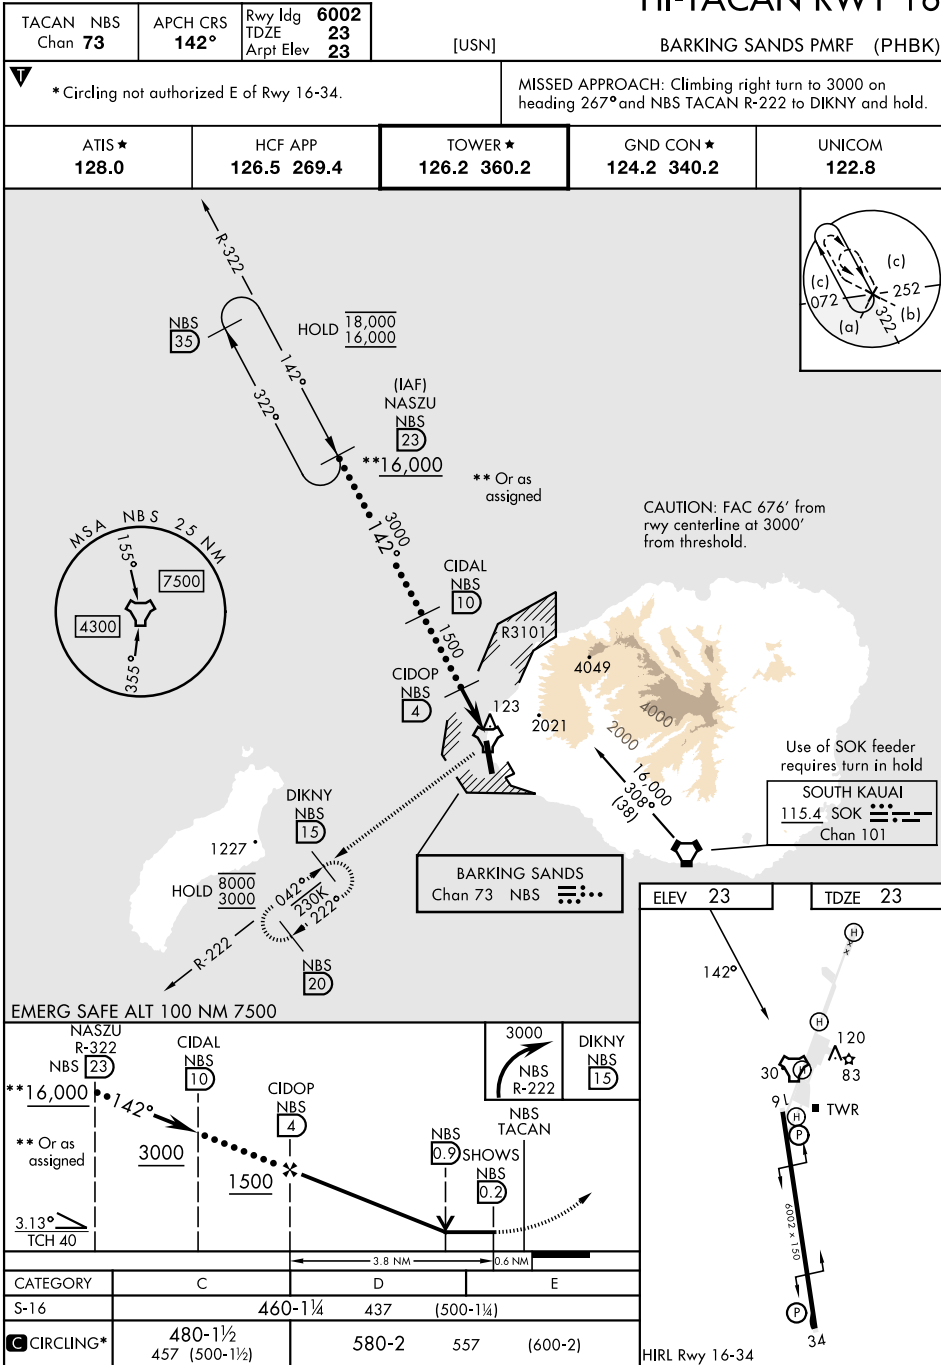 HI-TACAN RWY 16
TACAN NBS
Chan 73
APCH CRS
142°
Rwy ldg 6002
TDZE 23
Arpt Elev 23
[USN]
BARKING SANDS PMRF (PHBK)
T
* Circling not authorized E of Rwy 16-34.
MISSED APPROACH: Climbing right turn to 3000 on
heading 267° and NBS TACAN R-222 to DIKNY and hold.
ATIS ★
128.0
HCF APP
126.5 269.4
TOWER ★
126.2 360.2
GND CON ★
124.2 340.2
UNICOM
122.8
R-322
NBS
35
HOLD 18,000
16,000
142°
322°
(IAF)
NASZU
NBS
23
**16,000
** Or as
assigned
(c)
(c)
072
252
(a)
(b)
322
CAUTION: FAC 676' from
rwy centerline at 3000'
from threshold.
MSA NBS 25 NM
155°
7500
4300
355°
3000
142°
CIDAL
NBS
10
1500
R3101
CIDOP
NBS
4
123
4049
2021
4000
2000
16,000
308°
(38)
Use of SOK feeder
requires turn in hold
SOUTH KAUAI
115.4 SOK
Chan 101
DIKNY
NBS
15
1227
HOLD 8000
3000
042°
230K
222°
R-222
NBS
20
BARKING SANDS
Chan 73 NBS
EMERG SAFE ALT 100 NM 7500
ELEV 23
TDZE 23
142°
H
H
120
83
30
H
16
TWR
H
P
6002 x 150
P
34
HIRL Rwy 16-34
NASZU
R-322
NBS 23
**16,000
142°
** Or as
assigned
3.13°
TCH 40
CIDAL
NBS
10
3000
1500
CIDOP
NBS
4
3000
NBS
R-222
DIKNY
NBS
15
NBS
0.9
SHOWS
NBS
0.2
NBS
TACAN
3.8 NM
0.6 NM
CATEGORY C D E
S-16 460-1¼ 437 (500-1¼)
C CIRCLING* 480-1½ 457 (500-1½) 580-2 557 (600-2)